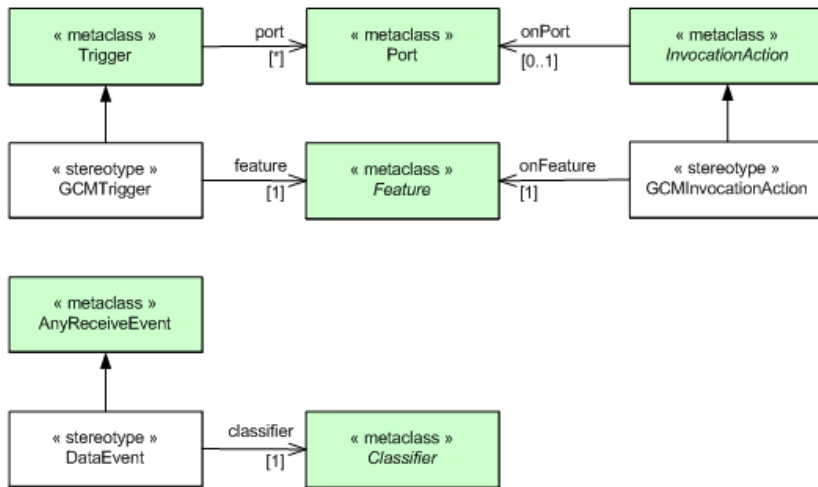 « metaclass »
Trigger
port
[*]
« metaclass »
Port
onPort
[0..1]
« metaclass »
InvocationAction
« stereotype »
GCMTrigger
feature
[1]
« metaclass »
Feature
onFeature
[1]
« stereotype »
GCMInvocationAction
« metaclass »
AnyReceiveEvent
« stereotype »
DataEvent
classifier
[1]
« metaclass »
Classifier